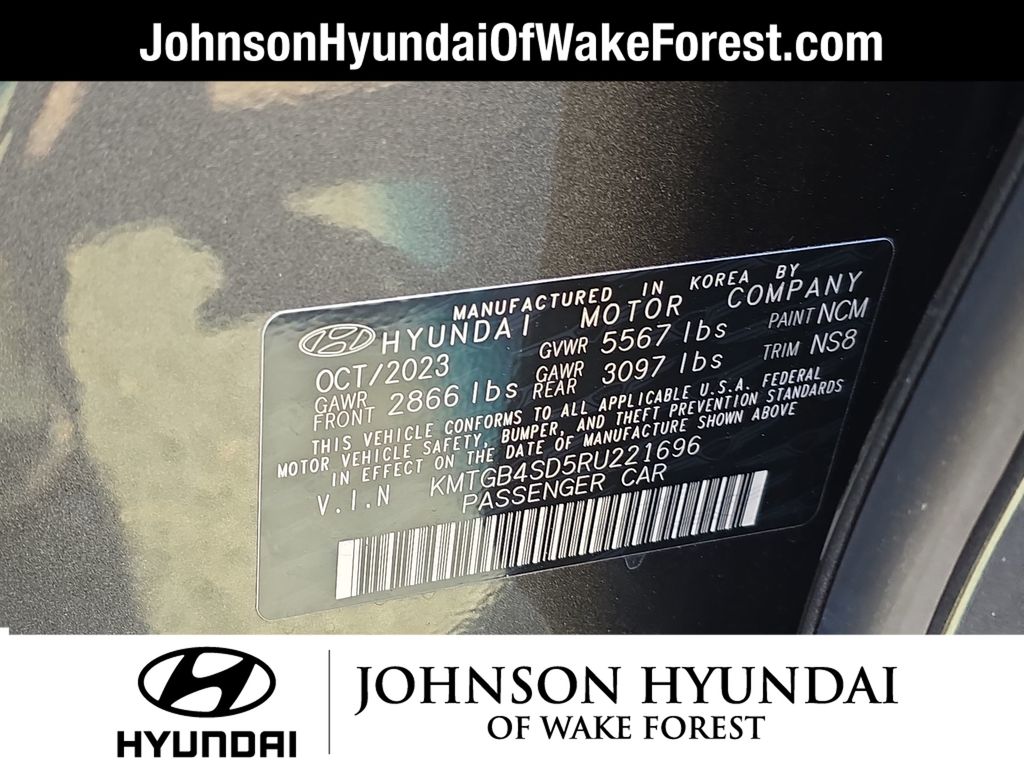 JohnsonHyundaiOfWakeForest.com
MANUFACTURED IN KOREA BY
HYUNDAI MOTOR COMPANY
OCT/2023 GVWR 5567 lbs PAINT NCM
GAWR FRONT 2866 lbs GAWR REAR 3097 lbs TRIM NS8
THIS VEHICLE CONFORMS TO ALL APPLICABLE U.S.A. FEDERAL
MOTOR VEHICLE SAFETY, BUMPER, AND THEFT PREVENTION STANDARDS
IN EFFECT ON THE DATE OF MANUFACTURE SHOWN ABOVE
V.I.N KMTGB4SD5RU221696
PASSENGER CAR
HYUNDAI
JOHNSON HYUNDAI
OF WAKE FOREST